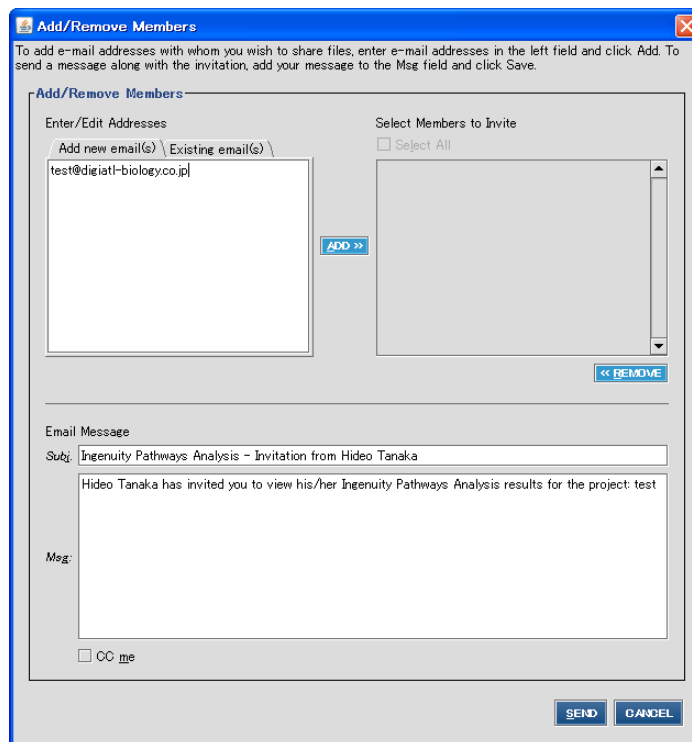 Add/Remove Members
To add e-mail addresses with whom you wish to share files, enter e-mail addresses in the left field and click Add. To
send a message along with the invitation, add your message to the Msg field and click Save.
Add/Remove Members
Enter/Edit Addresses
Select Members to Invite
Add new email(s) \ Existing email(s) \
Select All
test@digiatl-biology.co.jp
ADD >>
<< REMOVE
Email Message
Subj. Ingenuity Pathways Analysis - Invitation from Hideo Tanaka
Hideo Tanaka has invited you to view his/her Ingenuity Pathways Analysis results for the project: test
Msg:
CC me
SEND CANCEL